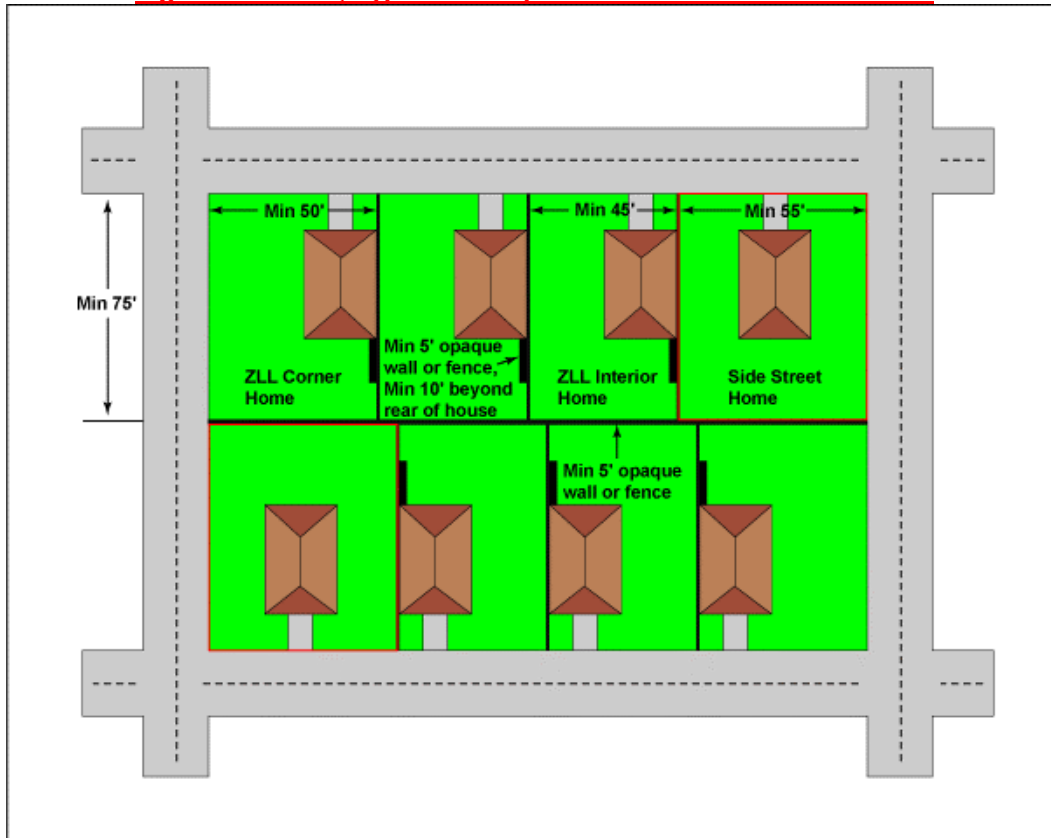 Min 50'
Min 45'
Min 55'
Min 75'
Min 5' opaque
wall or fence,
Min 10' beyond
rear of house
ZLL Corner
Home
ZLL Interior
Home
Side Street
Home
Min 5' opaque
wall or fence